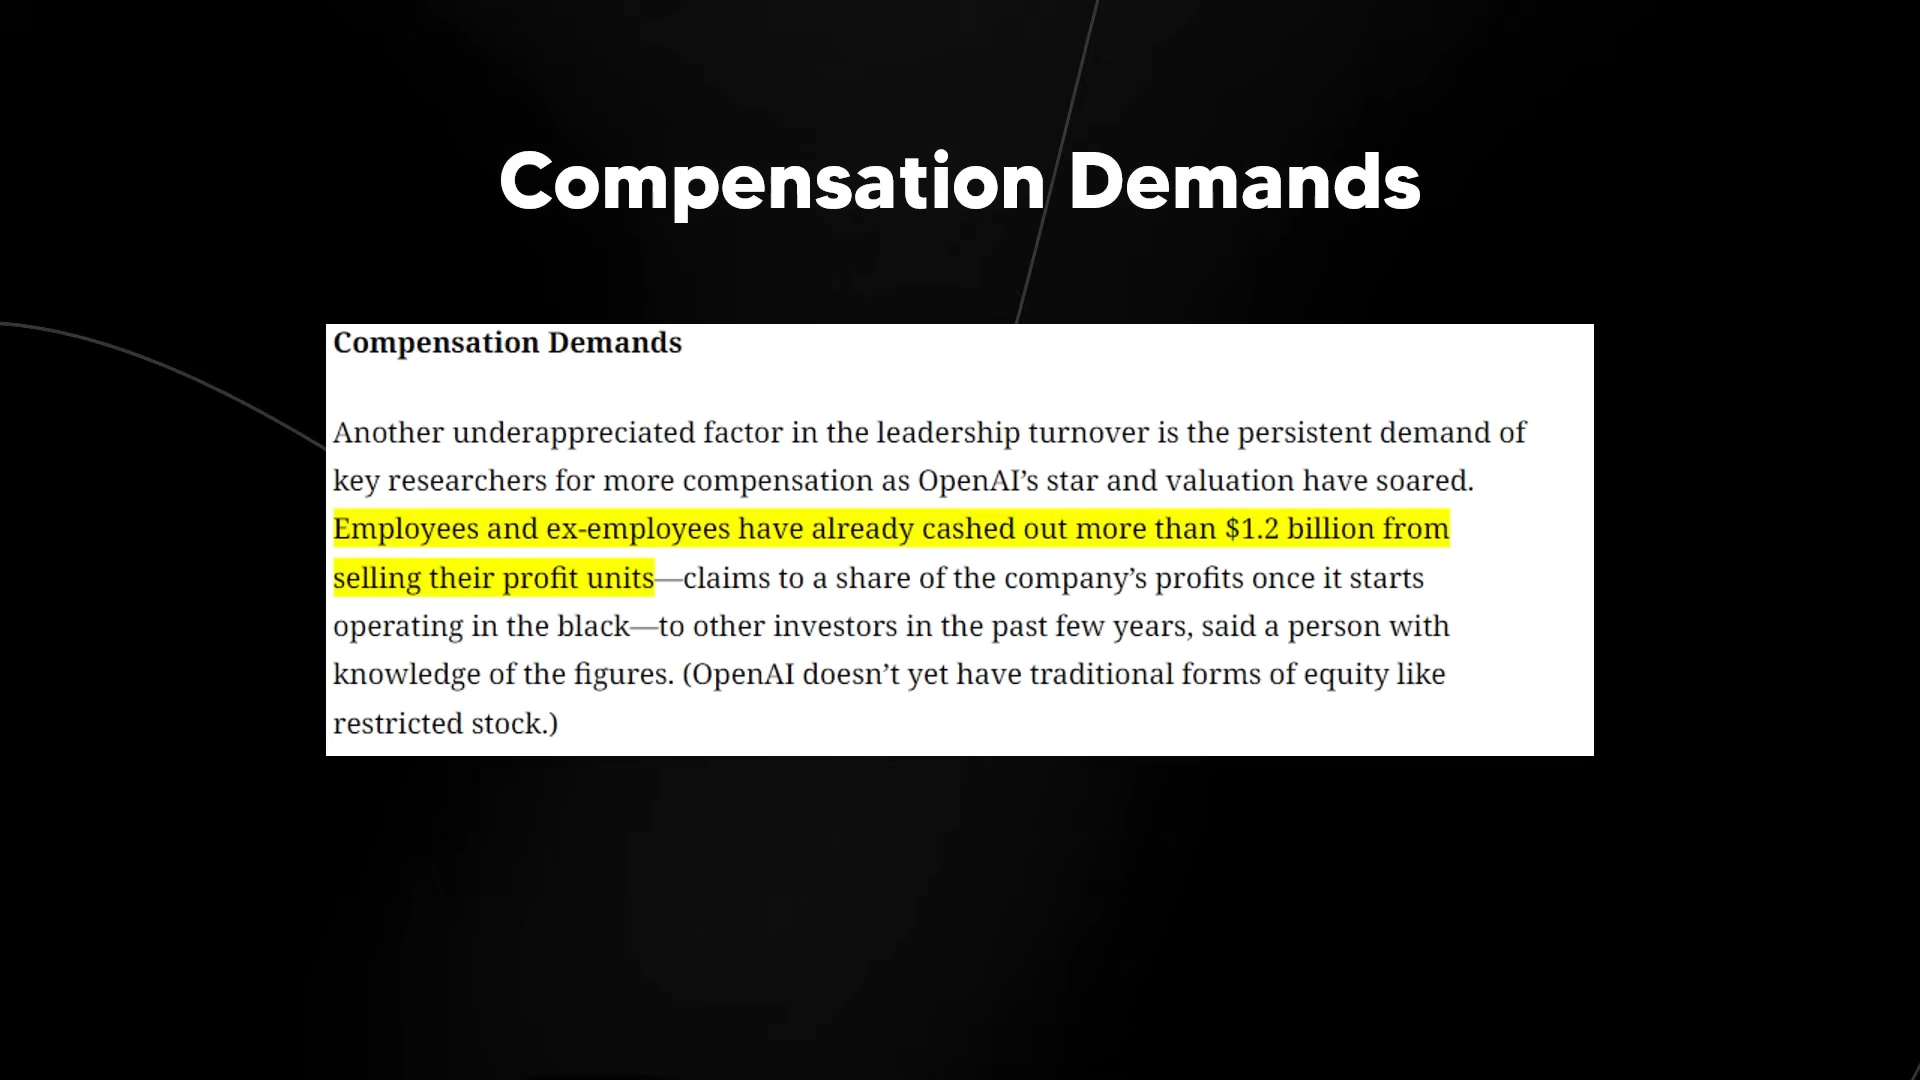 Compensation Demands
Compensation Demands
Another underappreciated factor in the leadership turnover is the persistent demand of
key researchers for more compensation as OpenAI’s star and valuation have soared.
Employees and ex-employees have already cashed out more than $1.2 billion from
selling their profit units—claims to a share of the company’s profits once it starts
operating in the black—to other investors in the past few years, said a person with
knowledge of the figures. (OpenAI doesn’t yet have traditional forms of equity like
restricted stock.)